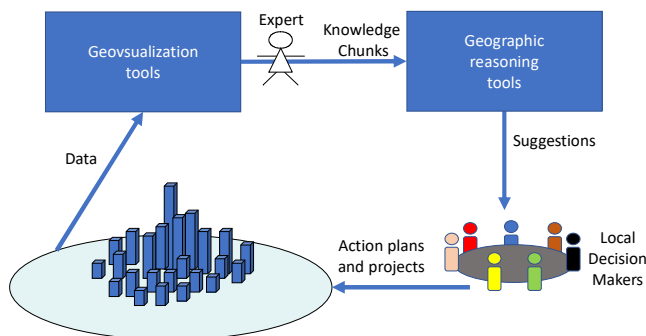 Expert
Geovsualization
tools
Knowledge
Chunks
Geographic
reasoning
tools
Data
Suggestions
Action plans
and projects
Local
Decision
Makers